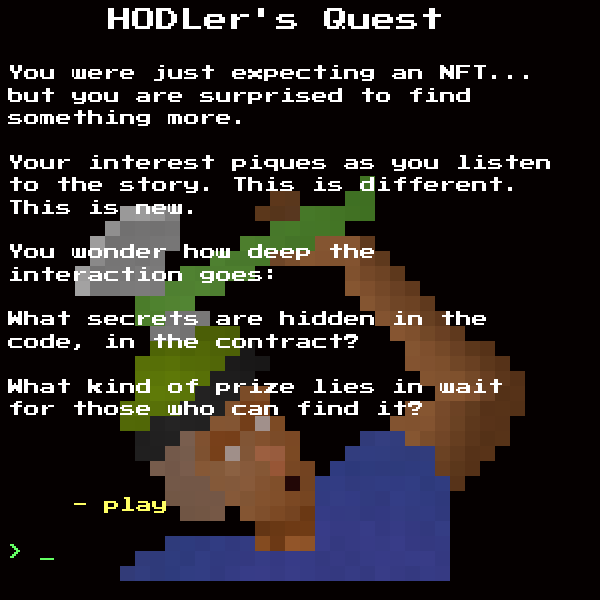 HODLer's Quest
You were just expecting an NFT...
but you are surprised to find
something more.
Your interest piques as you listen
to the story. This is different.
This is new.
You wonder how deep the
interaction goes:
What secrets are hidden in the
code, in the contract?
What kind of prize lies in wait
for those who can find it?
- play
> _